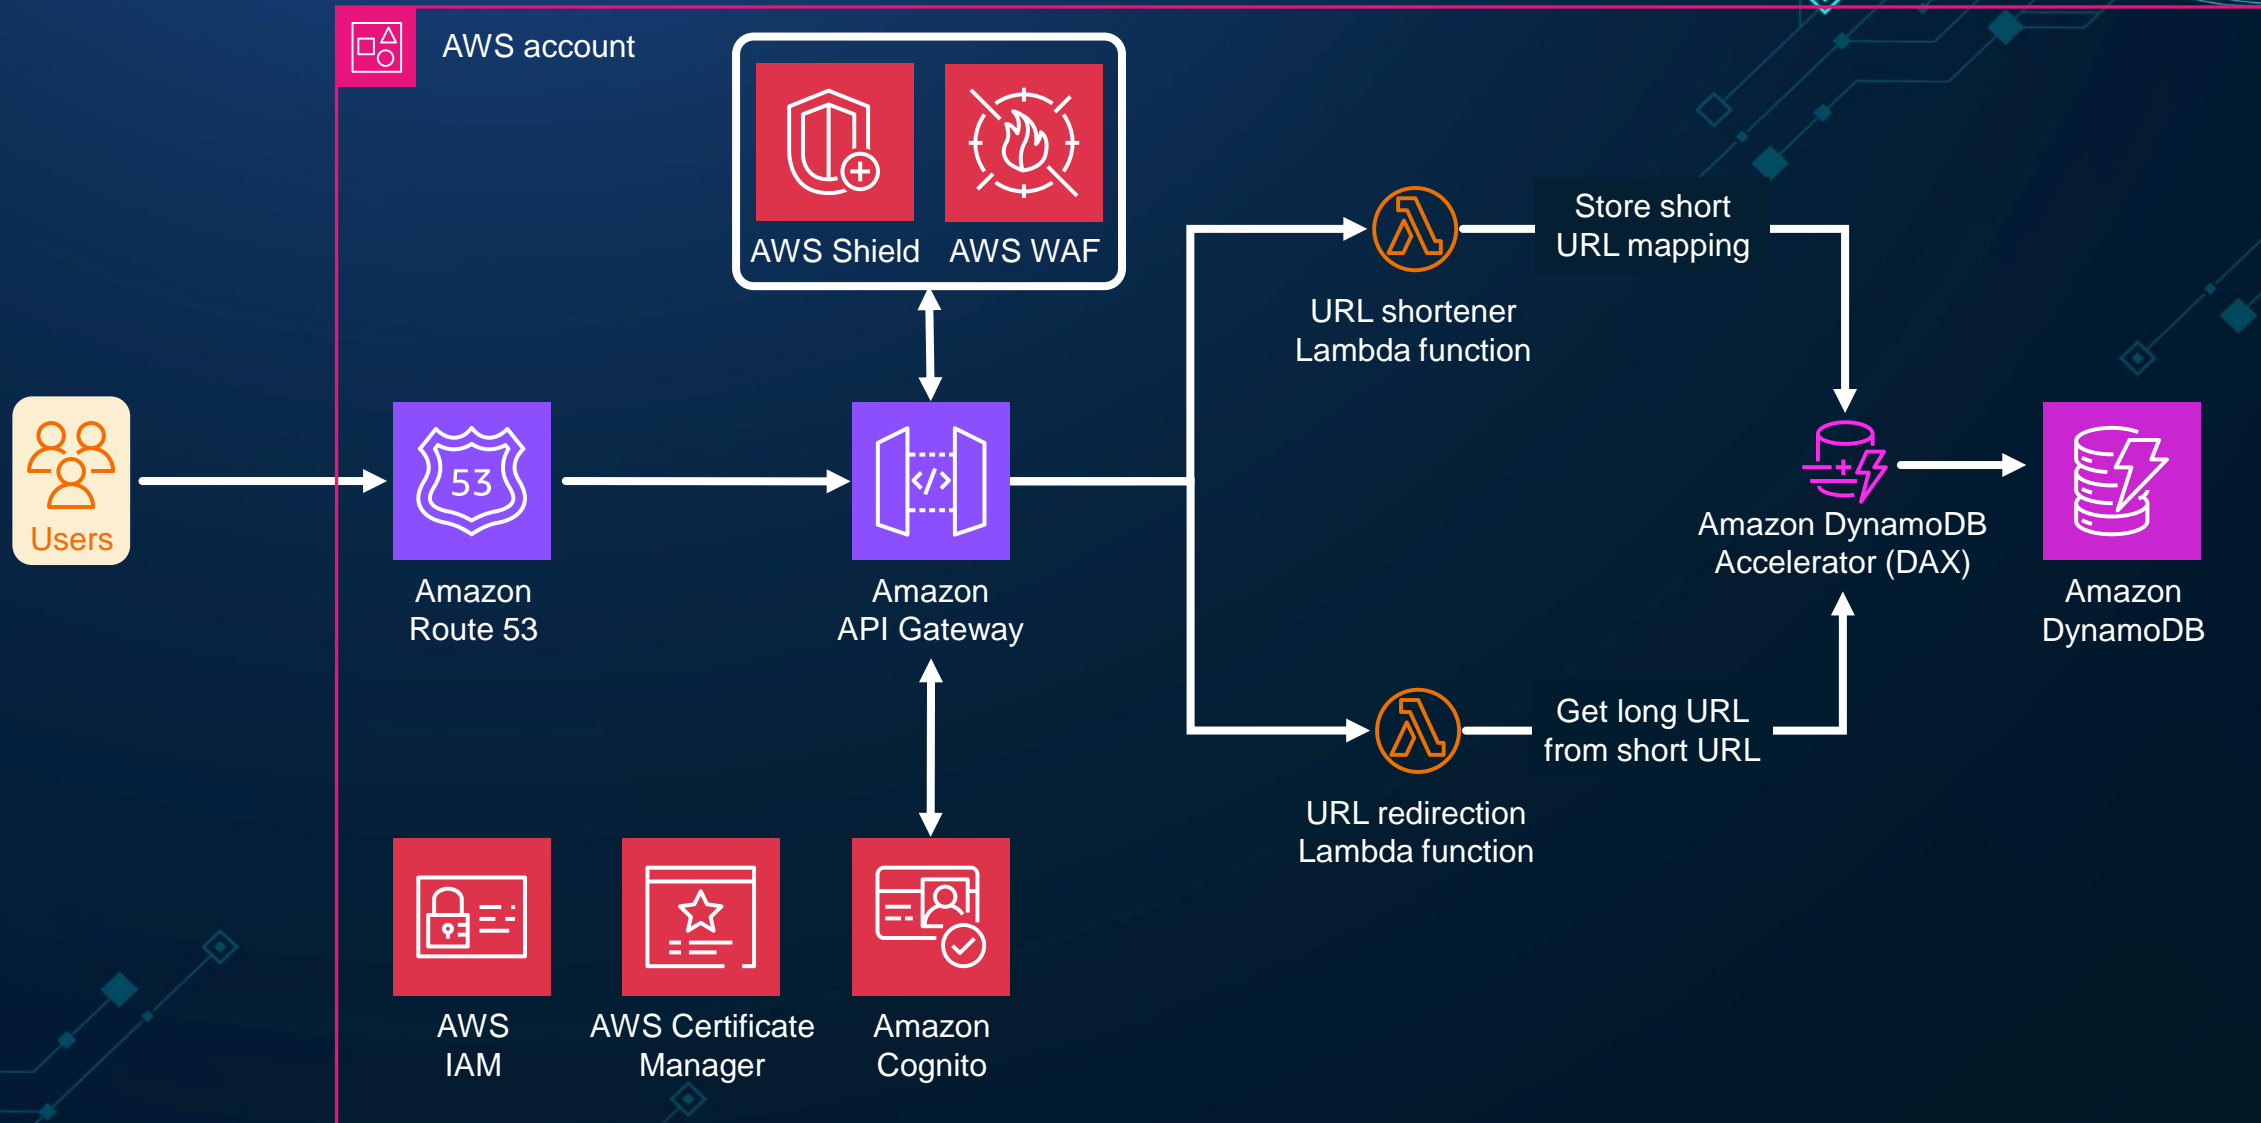 AWS account
AWS Shield
AWS WAF
Store short
URL mapping
URL shortener
Lambda function
Users
53
Amazon
Route 53
</>
Amazon
API Gateway
Amazon DynamoDB
Accelerator (DAX)
Amazon
DynamoDB
Get long URL
from short URL
URL redirection
Lambda function
AWS
IAM
AWS Certificate
Manager
Amazon
Cognito